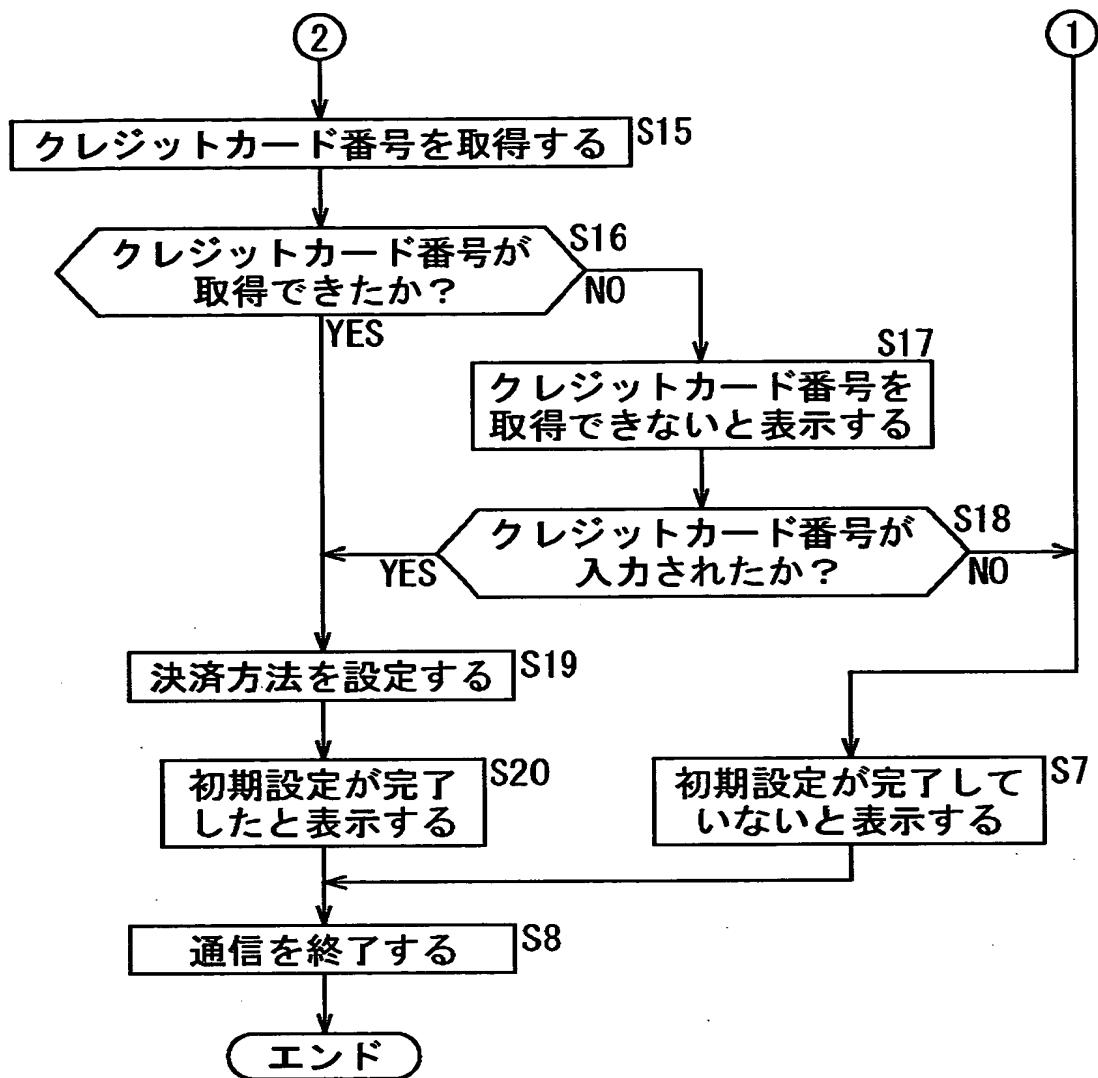 2
1
クレジットカード番号を取得する
S15
クレジットカード番号が
取得できたか？
S16
NO
YES
S17
クレジットカード番号を
取得できないと表示する
クレジットカード番号が
入力されたか？
S18
YES
NO
決済方法を設定する
S19
初期設定が完了
したと表示する
S20
初期設定が完了して
いないと表示する
S7
通信を終了する
S8
エンド